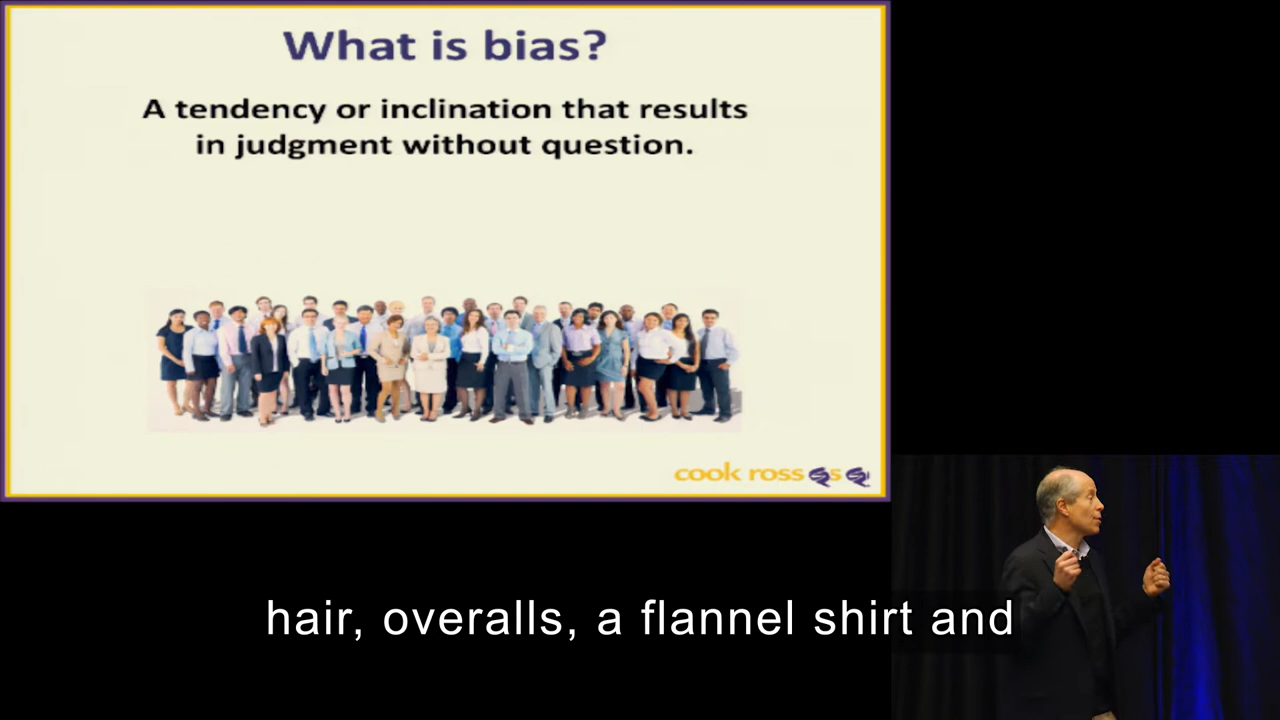 What is bias?
A tendency or inclination that results
in judgment without question.
cook ross s
hair, overalls, a flannel shirt and